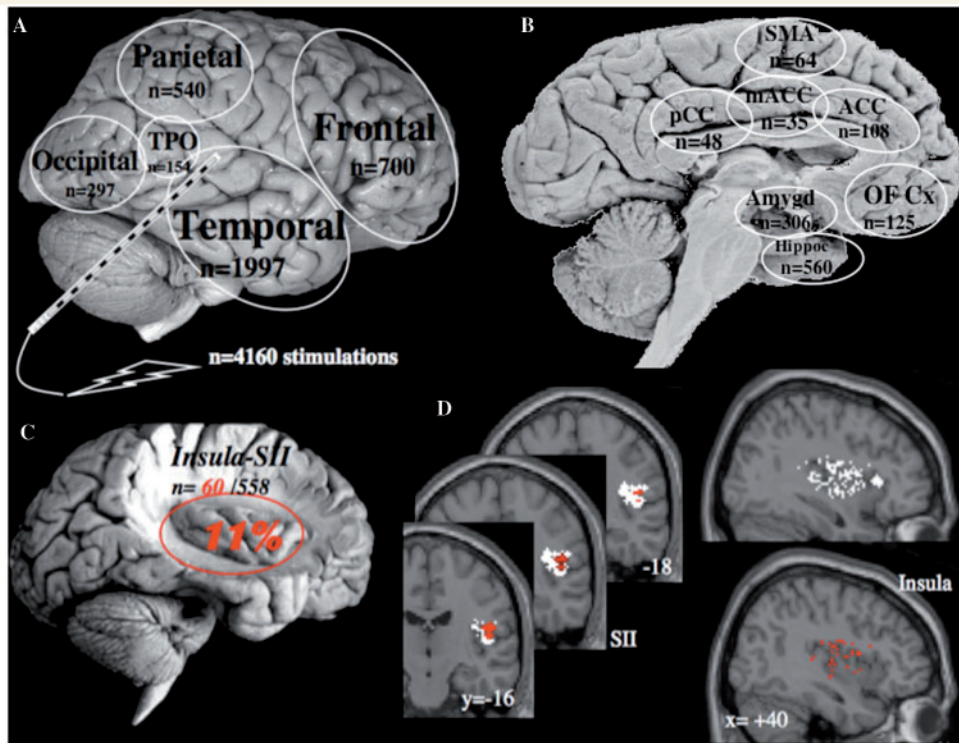 A
Parietal
n=540
Frontal
n=700
TPO
n=154
Occipital
n=297
Temporal
n=1997
n=4160 stimulations
B
SMA
n=64
mACC
n=35
pCC
n=48
ACC
n=108
Amygd
n=306
OF Cx
n=125
Hippoc
n=560
C
Insula-SII
n= 60 /558
11%
D
-18
SII
y=-16
Insula
x= +40